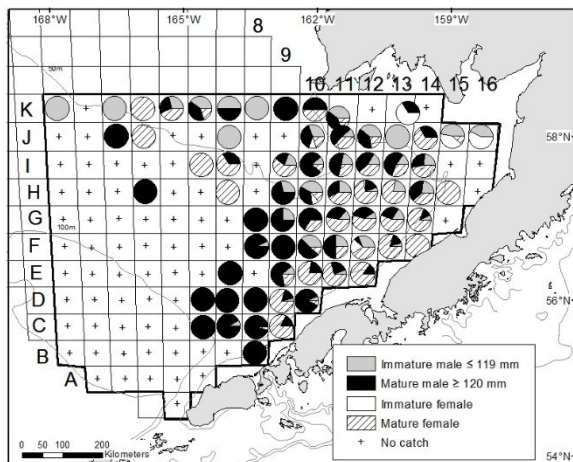 168°W 165°W 162°W 159°W
8
50m
9
10 11 12 13 14 15 16
K
J
58°N
I
H
G
100m
F
E
D
56°N
C
B
A
Immature male ≤ 119 mm
Mature male ≥ 120 mm
Immature female
Mature female
+ No catch
0 50 100 200
Kilometers
54°N